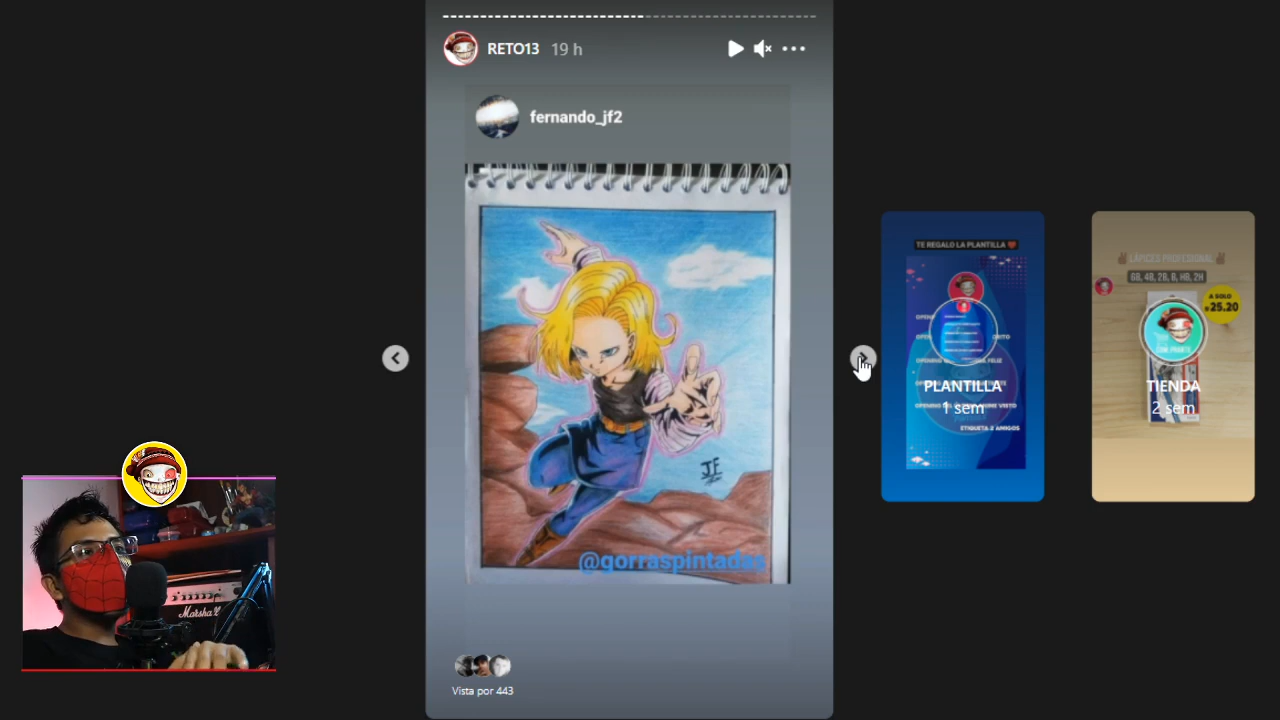 RETO13 19 h
fernando_jf2
JF
@gorraspintadas
Vista por 443
TE REGALO LA PLANTILLA
PLANTILLA
1 sem
ETIQUETA 2 AMIGOS
LÁPICES PROFESIONAL
6B, 4B, 2B, B, HB, 2H
A SOLO
25.20
TIENDA
2 sem
Marshall